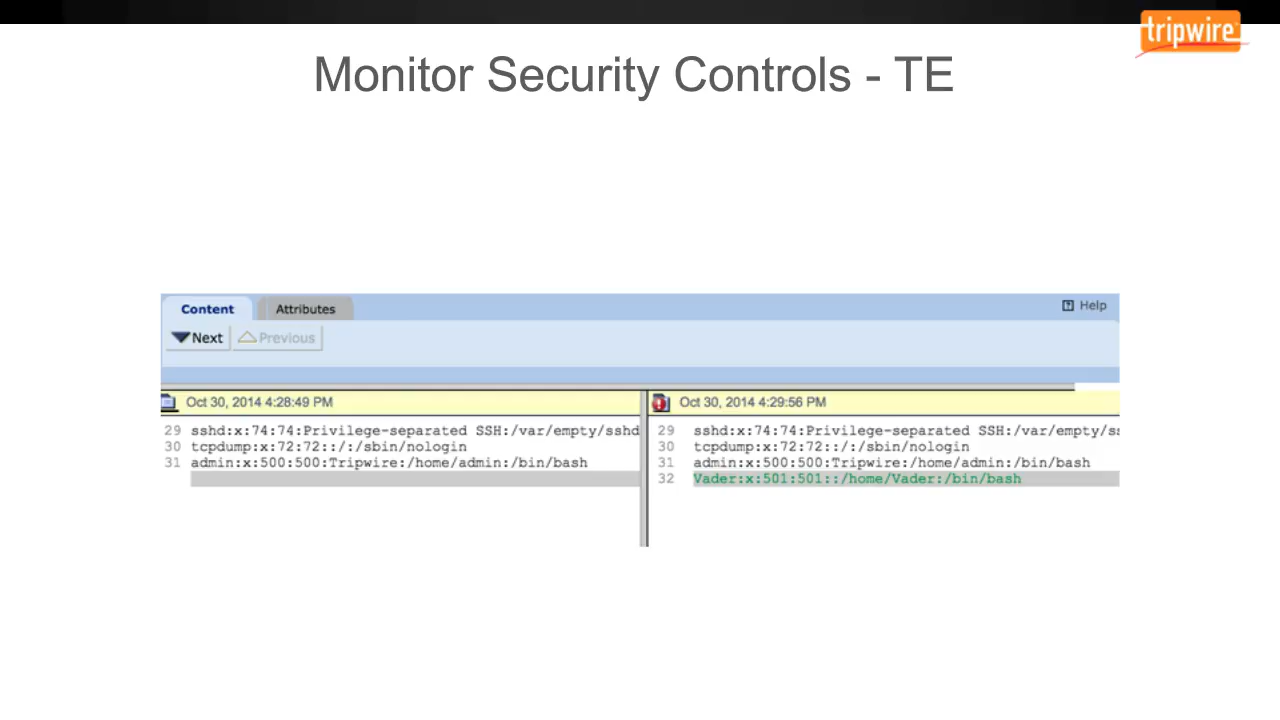 tripwire
Monitor Security Controls - TE
Content Attributes ? Help
Next Previous
Oct 30, 2014 4:28:49 PM
29 sshd:x:74:74:Privilege-separated SSH:/var/empty/sshd
30 tcpdump:x:72:72::/:/sbin/nologin
31 admin:x:500:500:Tripwire:/home/admin:/bin/bash
Oct 30, 2014 4:29:56 PM
29 sshd:x:74:74:Privilege-separated SSH:/var/empty/ss
30 tcpdump:x:72:72::/:/sbin/nologin
31 admin:x:500:500:Tripwire:/home/admin:/bin/bash
32 Vader:x:501:501::/home/Vader:/bin/bash